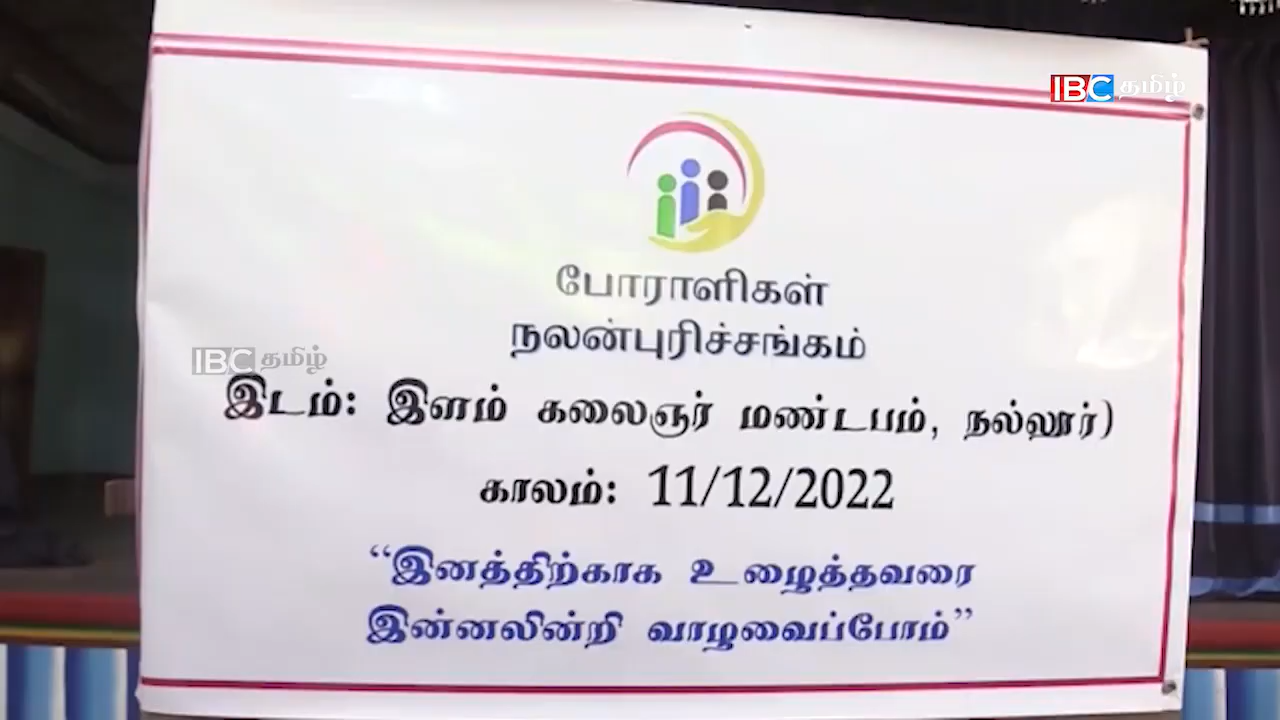 IBC தமிழ்
போராளிகள்
நலன்புரிச்சங்கம்
IBC தமிழ்
இடம்: இளம் கலைஞர் மண்டபம், நல்லூர்)
காலம்: 11/12/2022
“இனத்திற்காக உழைத்தவரை
இன்னலின்றி வாழவைப்போம்”